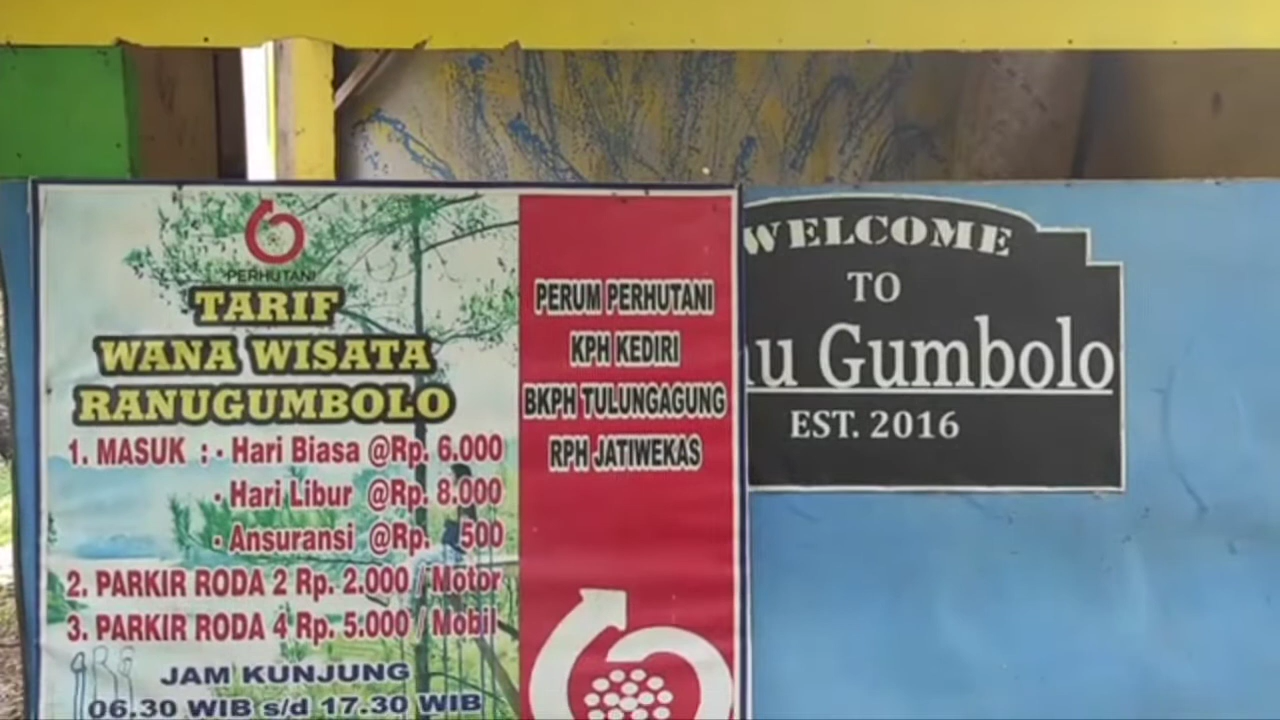 PERHUTANI
TARIF
WANA WISATA
RANUGUMBOLO
1. MASUK : - Hari Biasa @Rp. 6.000
- Hari Libur @Rp. 8.000
- Ansuransi @Rp. 500
2. PARKIR RODA 2 Rp. 2.000 / Motor
3. PARKIR RODA 4 Rp. 5.000 / Mobil
JAM KUNJUNG
06.30 WIB s/d 17.30 WIB
PERUM PERHUTANI
KPH KEDIRI
BKPH TULUNGAGUNG
RPH JATIWEKAS
WELCOME
TO
Gumbolo
EST. 2016